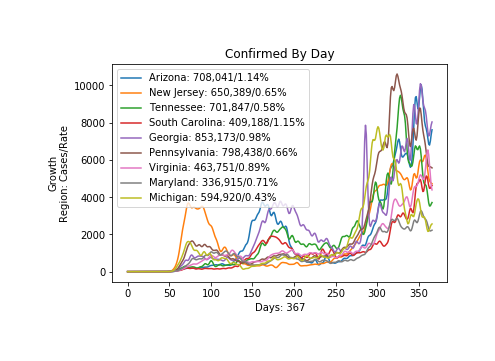 Confirmed By Day
Growth
Region: Cases/Rate
10000
8000
6000
4000
2000
0
Arizona: 708,041/1.14%
New Jersey: 650,389/0.65%
Tennessee: 701,847/0.58%
South Carolina: 409,188/1.15%
Georgia: 853,173/0.98%
Pennsylvania: 798,438/0.66%
Virginia: 463,751/0.89%
Maryland: 336,915/0.71%
Michigan: 594,920/0.43%
0 50 100 150 200 250 300 350
Days: 367